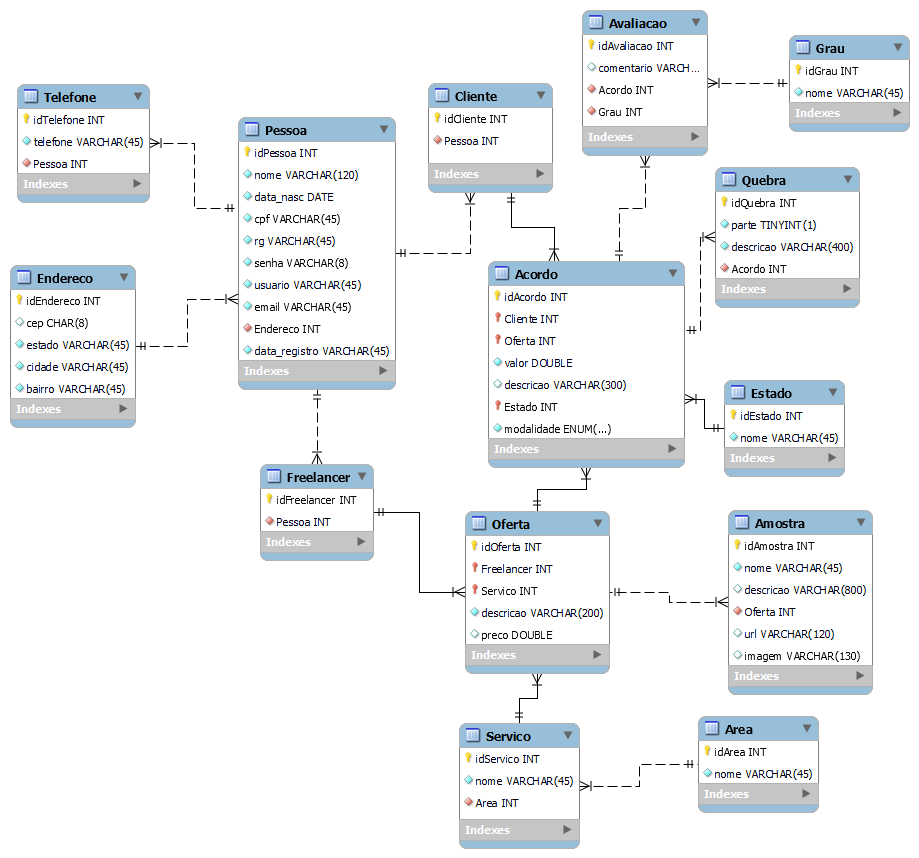 Telefone
idTelefone INT
telefone VARCHAR(45)
Pessoa INT
Indexes
Endereco
idEndereco INT
cep CHAR(8)
estado VARCHAR(45)
cidade VARCHAR(45)
bairro VARCHAR(45)
Indexes
Pessoa
idPessoa INT
nome VARCHAR(120)
data_nasc DATE
cpf VARCHAR(45)
rg VARCHAR(45)
senha VARCHAR(8)
usuario VARCHAR(45)
email VARCHAR(45)
Endereco INT
data_registro VARCHAR(45)
Indexes
Cliente
idCliente INT
Pessoa INT
Indexes
Avaliacao
idAvaliacao INT
comentario VARCH...
Acordo INT
Grau INT
Indexes
Grau
idGrau INT
nome VARCHAR(45)
Indexes
Quebra
idQuebra INT
parte TINYINT(1)
descricao VARCHAR(400)
Acordo INT
Indexes
Acordo
idAcordo INT
Cliente INT
Oferta INT
valor DOUBLE
descricao VARCHAR(300)
Estado INT
modalidade ENUM(...)
Indexes
Estado
idEstado INT
nome VARCHAR(45)
Indexes
Freelancer
idFreelancer INT
Pessoa INT
Indexes
Oferta
idOferta INT
Freelancer INT
Servico INT
descricao VARCHAR(200)
preco DOUBLE
Indexes
Amostra
idAmostra INT
nome VARCHAR(45)
descricao VARCHAR(800)
Oferta INT
url VARCHAR(120)
imagem VARCHAR(130)
Indexes
Servico
idServico INT
nome VARCHAR(45)
Area INT
Indexes
Area
idArea INT
nome VARCHAR(45)
Indexes